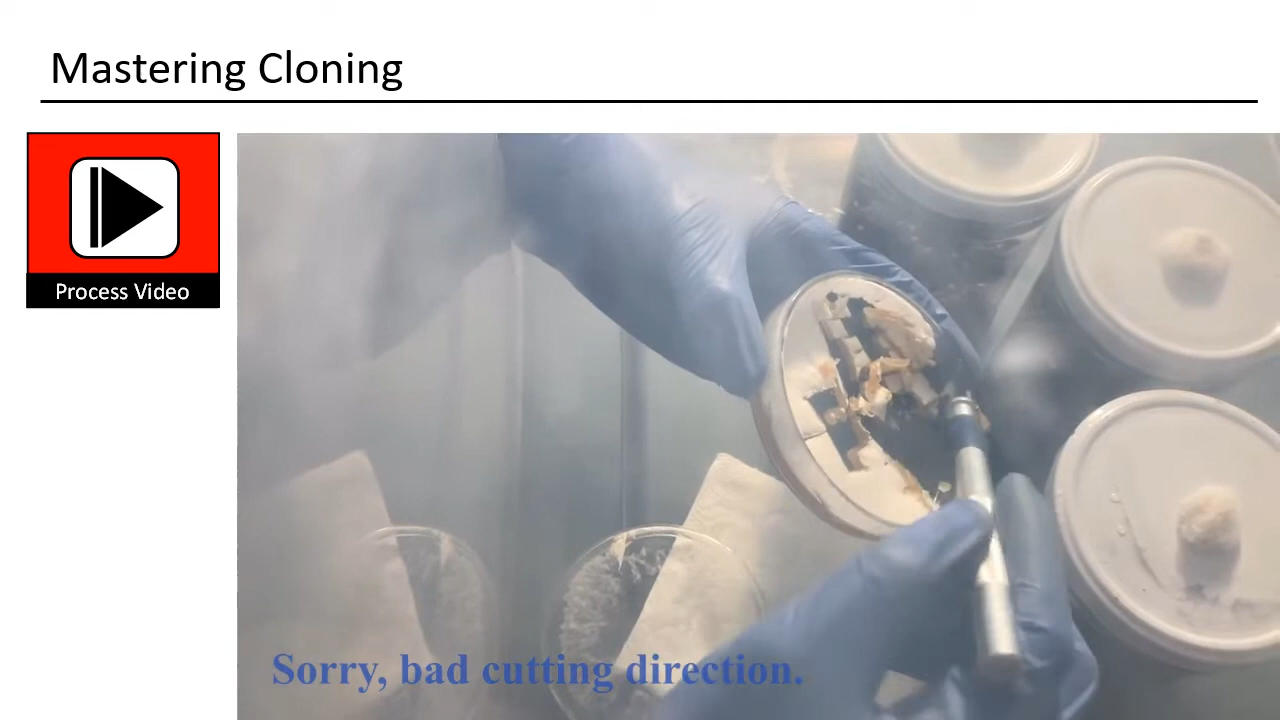 Mastering Cloning
Process Video
Sorry, bad cutting direction.